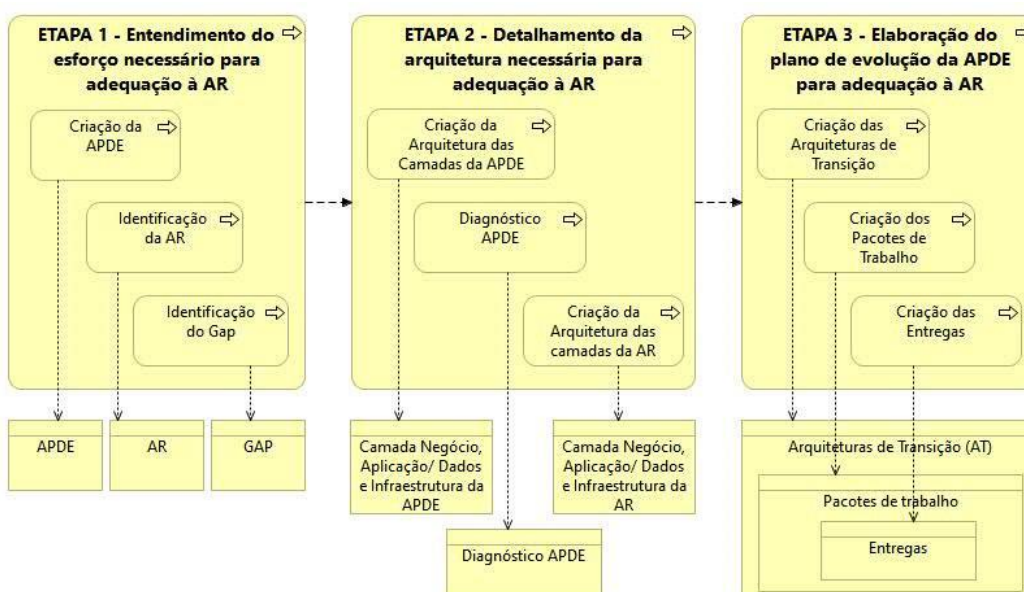 ETAPA 1 - Entendimento do
esforço necessário para
adequação à AR
Criação da
APDE
Identificação
da AR
Identificação
do Gap
APDE
AR
GAP
ETAPA 2 - Detalhamento da
arquitetura necessária para
adequação à AR
Criação da
Arquitetura das
Camadas da APDE
Diagnóstico
APDE
Criação da
Arquitetura das
camadas da AR
Camada Negócio,
Aplicação/ Dados
e Infraestrutura da
APDE
Camada Negócio,
Aplicação/ Dados
e Infraestrutura da
AR
Diagnóstico APDE
ETAPA 3 - Elaboração do
plano de evolução da APDE
para adequação à AR
Criação das
Arquiteturas de
Transição
Criação dos
Pacotes de
Trabalho
Criação das
Entregas
Arquiteturas de Transição (AT)
Pacotes de trabalho
Entregas